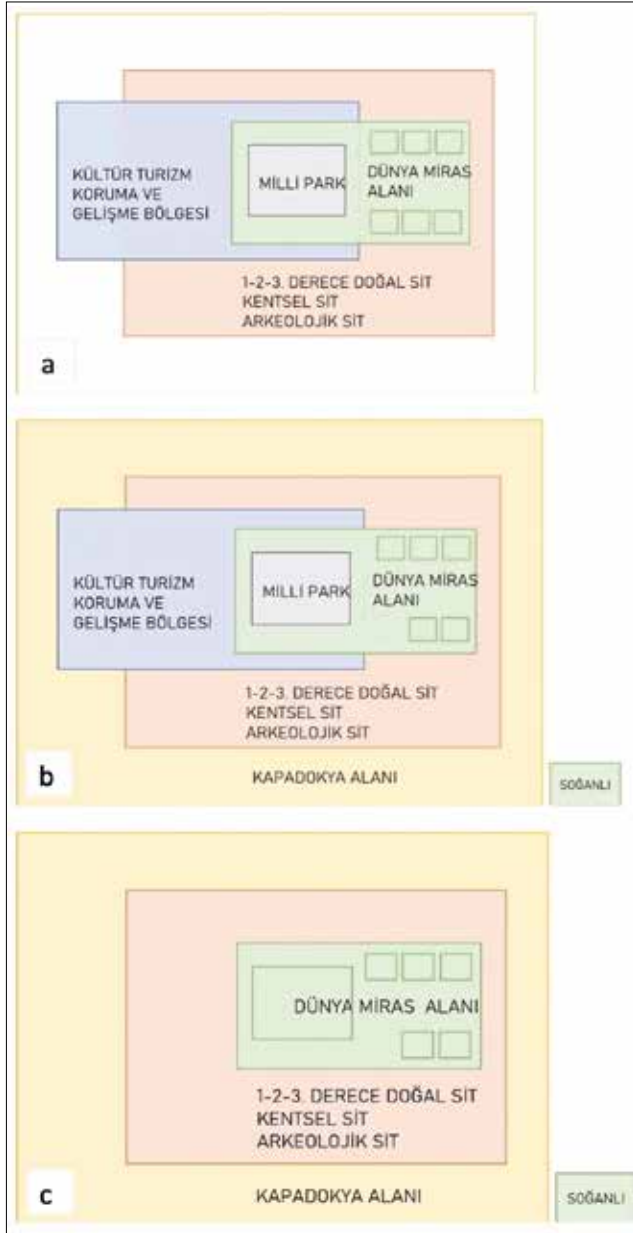 KÜLTÜR TURİZM
KORUMA VE
GELİŞME BÖLGESİ
MİLLİ PARK
DÜNYA MİRAS
ALANI
1-2-3. DERECE DOĞAL SİT
KENTSEL SİT
ARKEOLOJİK SİT
a
KÜLTÜR TURİZM
KORUMA VE
GELİŞME BÖLGESİ
MİLLİ PARK
DÜNYA MİRAS
ALANI
1-2-3. DERECE DOĞAL SİT
KENTSEL SİT
ARKEOLOJİK SİT
KAPADOKYA ALANI
b
SOĞANLI
DÜNYA MİRAS ALANI
1-2-3. DERECE DOĞAL SİT
KENTSEL SİT
ARKEOLOJİK SİT
KAPADOKYA ALANI
c
SOĞANLI